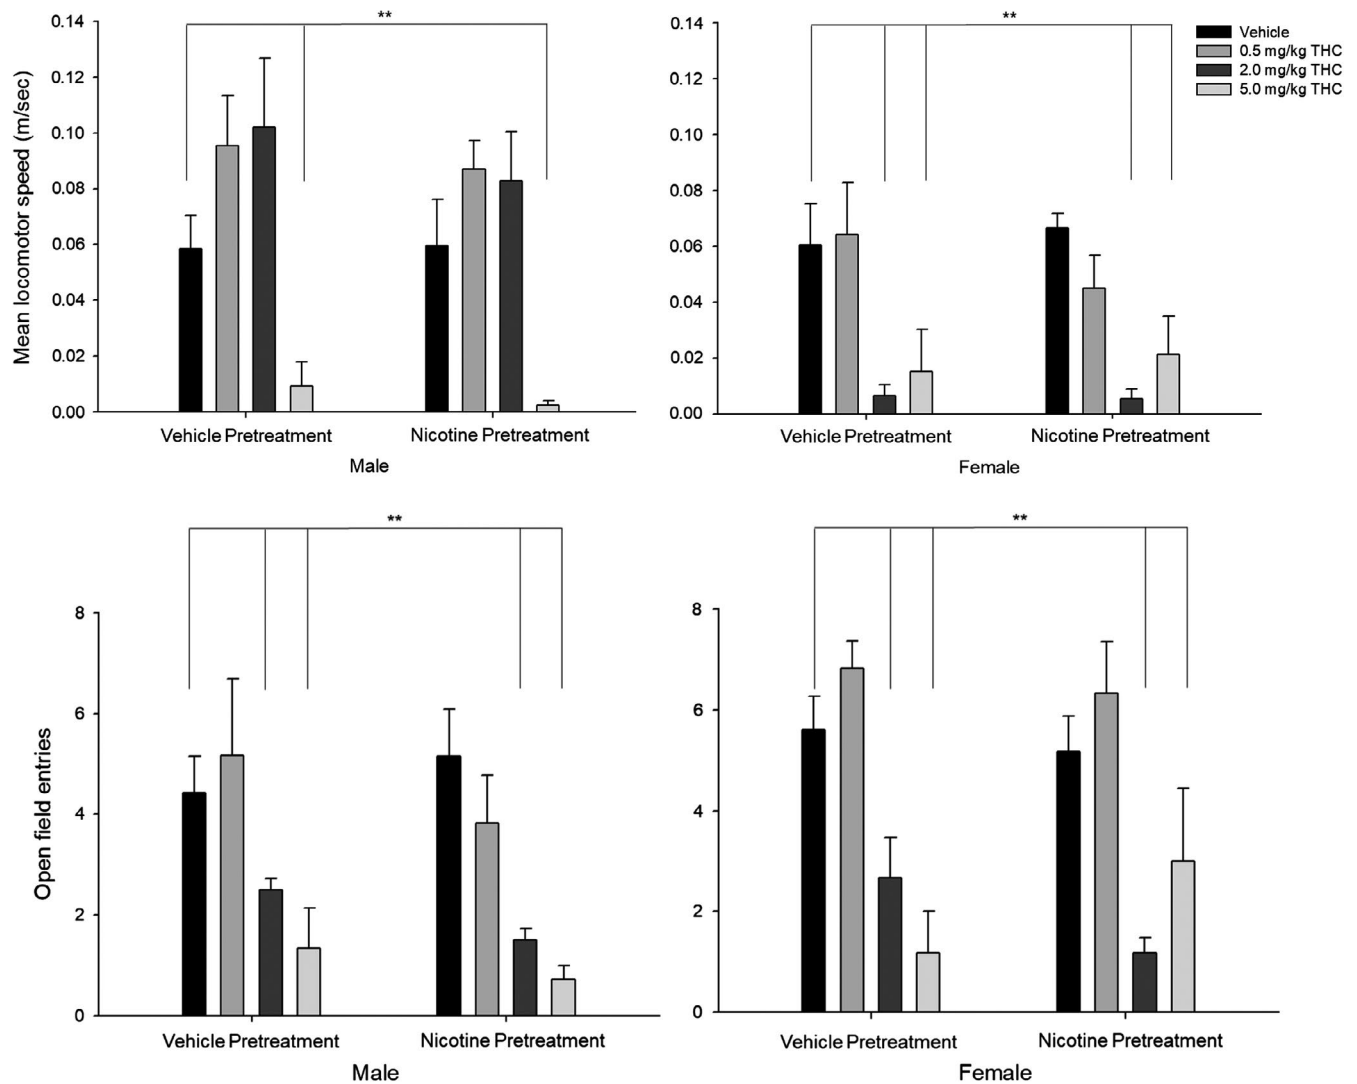 **
0.14
0.12
0.10
0.08
0.06
0.04
0.02
0.00
Mean locomotor speed (m/sec)
Vehicle Pretreatment
Nicotine Pretreatment
Male
**
0.14
0.12
0.10
0.08
0.06
0.04
0.02
0.00
Vehicle Pretreatment
Nicotine Pretreatment
Female
Vehicle
0.5 mg/kg THC
2.0 mg/kg THC
5.0 mg/kg THC
**
8
6
4
2
0
Open field entries
Vehicle Pretreatment
Nicotine Pretreatment
Male
**
8
6
4
2
0
Vehicle Pretreatment
Nicotine Pretreatment
Female